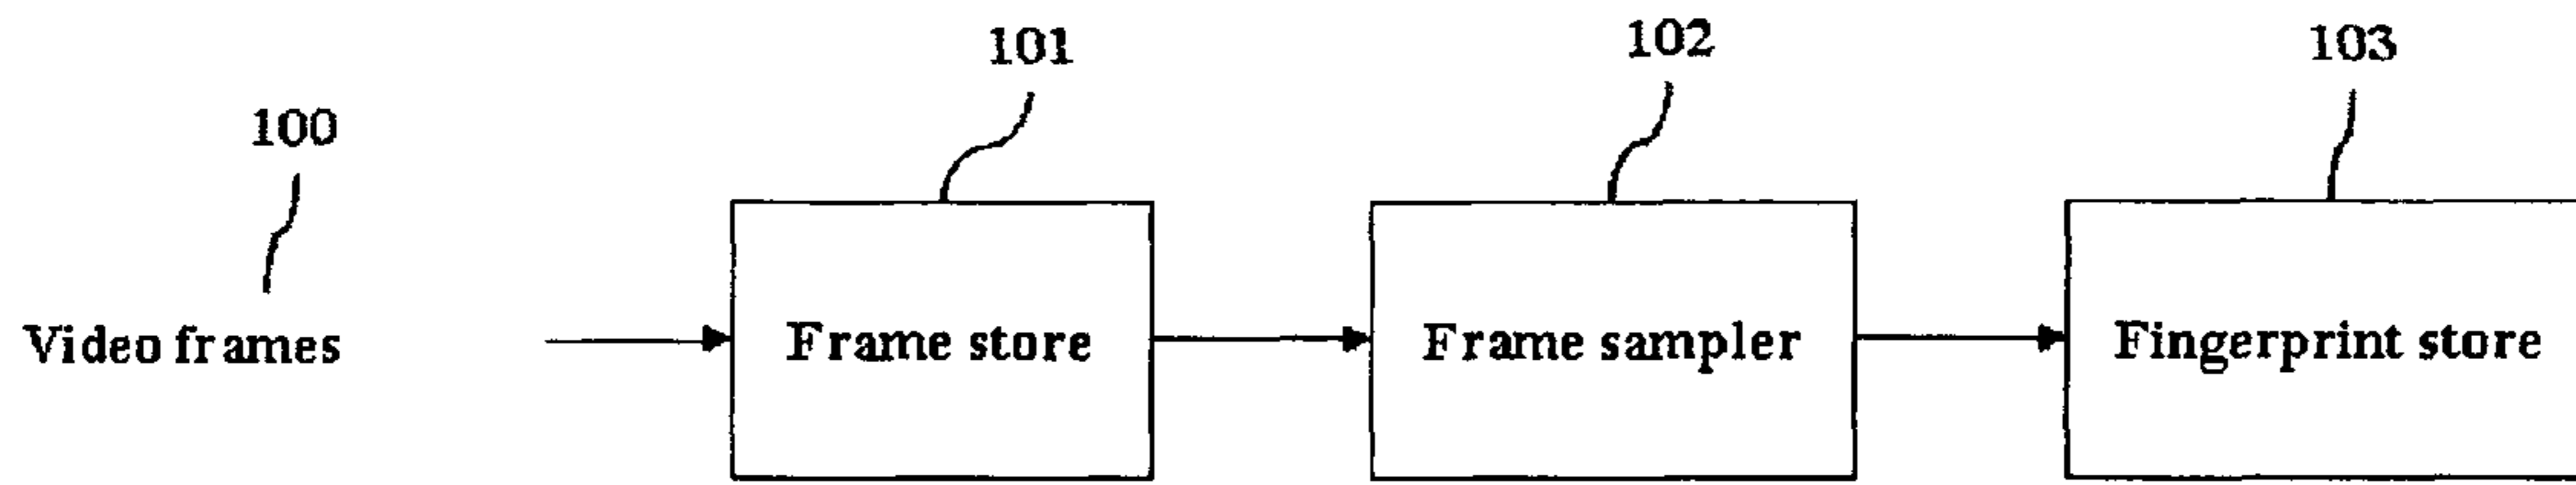 100
101
102
103
Video frames
Frame store
Frame sampler
Fingerprint store